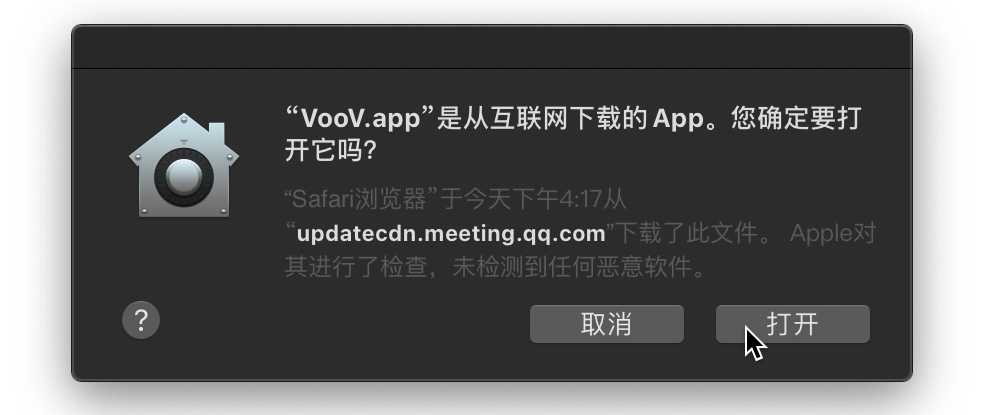 “VooV.app”是从互联网下载的 App。您确定要打
开它吗?
“Safari浏览器”于今天下午4:17从
“updatecdn.meeting.qq.com”下载了此文件。 Apple对
其进行了检查，未检测到任何恶意软件。
?
取消
打开